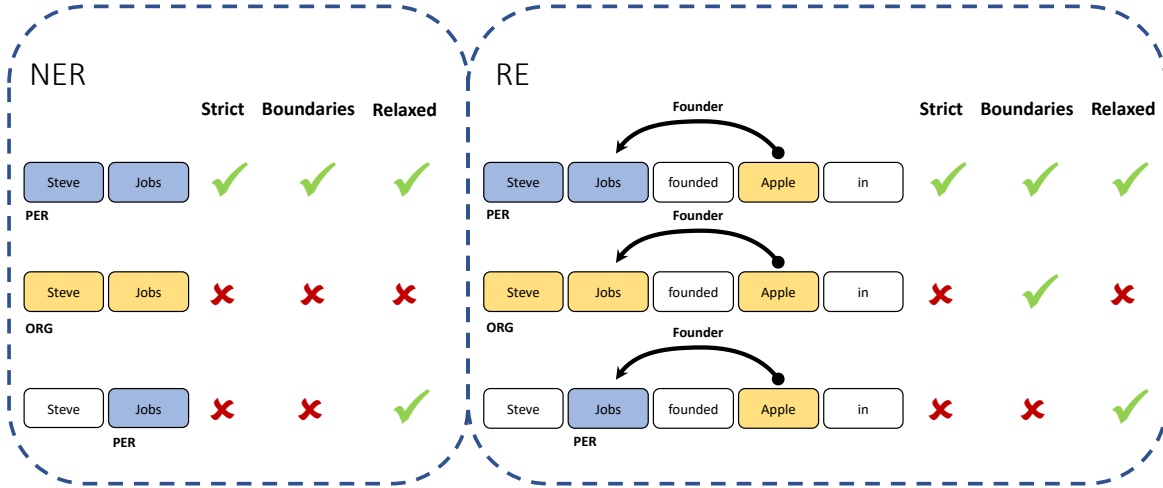 NER
Strict Boundaries Relaxed
Steve Jobs
PER
Steve Jobs
ORG
Steve Jobs
PER
RE
Strict Boundaries Relaxed
Founder
Steve Jobs founded Apple in
PER
Founder
Steve Jobs founded Apple in
ORG
Founder
Steve Jobs founded Apple in
PER